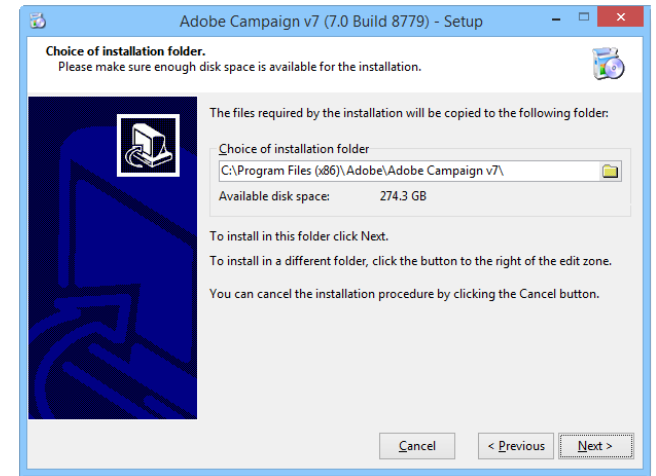 Adobe Campaign v7 (7.0 Build 8779) - Setup
Choice of installation folder.
Please make sure enough disk space is available for the installation.
The files required by the installation will be copied to the following folder:
Choice of installation folder
C:\Program Files (x86)\Adobe\Adobe Campaign v7\
Available disk space: 274.3 GB
To install in this folder click Next.
To install in a different folder, click the button to the right of the edit zone.
You can cancel the installation procedure by clicking the Cancel button.
Cancel < Previous Next >